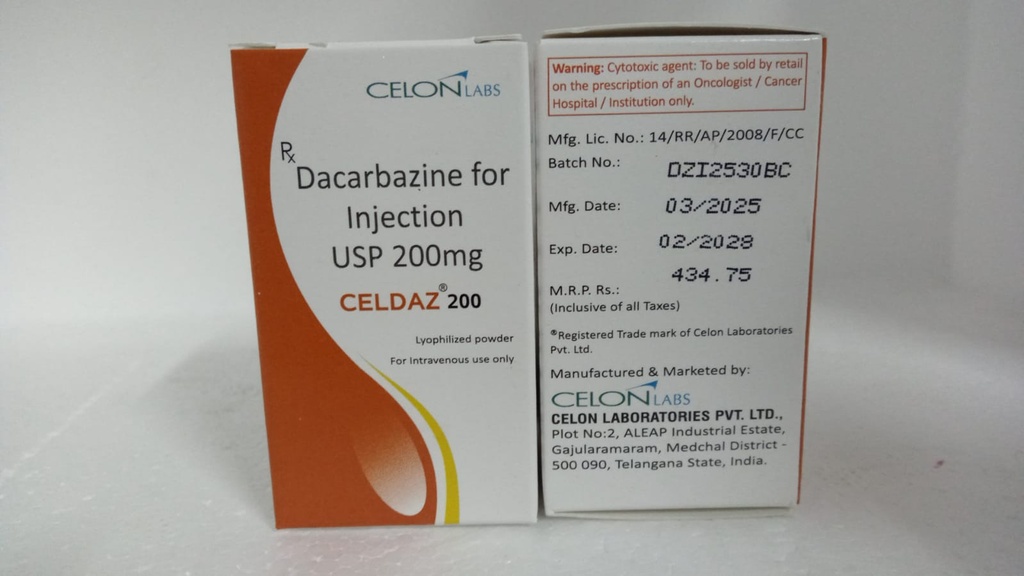 CELON LABS
Rx
Dacarbazine for
Injection
USP 200mg
CELDAZ® 200
Lyophilized powder
For Intravenous use only
Warning: Cytotoxic agent: To be sold by retail
on the prescription of an Oncologist / Cancer
Hospital / Institution only.
Mfg. Lic. No.: 14/RR/AP/2008/F/CC
Batch No.: DZI2530BC
Mfg. Date: 03/2025
Exp. Date: 02/2028
434.75
M.R.P. Rs.:
(Inclusive of all Taxes)
®Registered Trade mark of Celon Laboratories
Pvt. Ltd.
Manufactured & Marketed by:
CELON LABS
CELON LABORATORIES PVT. LTD.,
Plot No:2, ALEAP Industrial Estate,
Gajularamaram, Medchal District -
500 090, Telangana State, India.